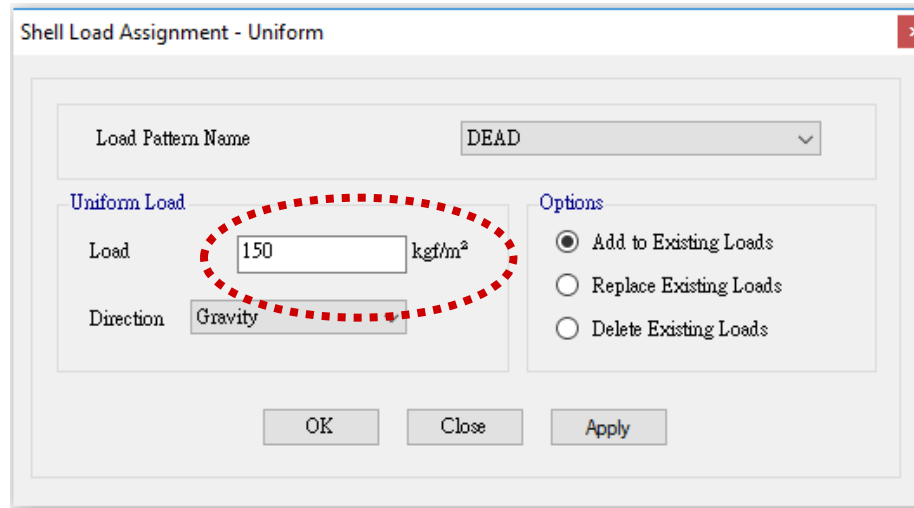 Shell Load Assignment - Uniform
Load Pattern Name
DEAD
Uniform Load
Load
150
kgf/m²
Direction
Gravity
Options
Add to Existing Loads
Replace Existing Loads
Delete Existing Loads
OK
Close
Apply